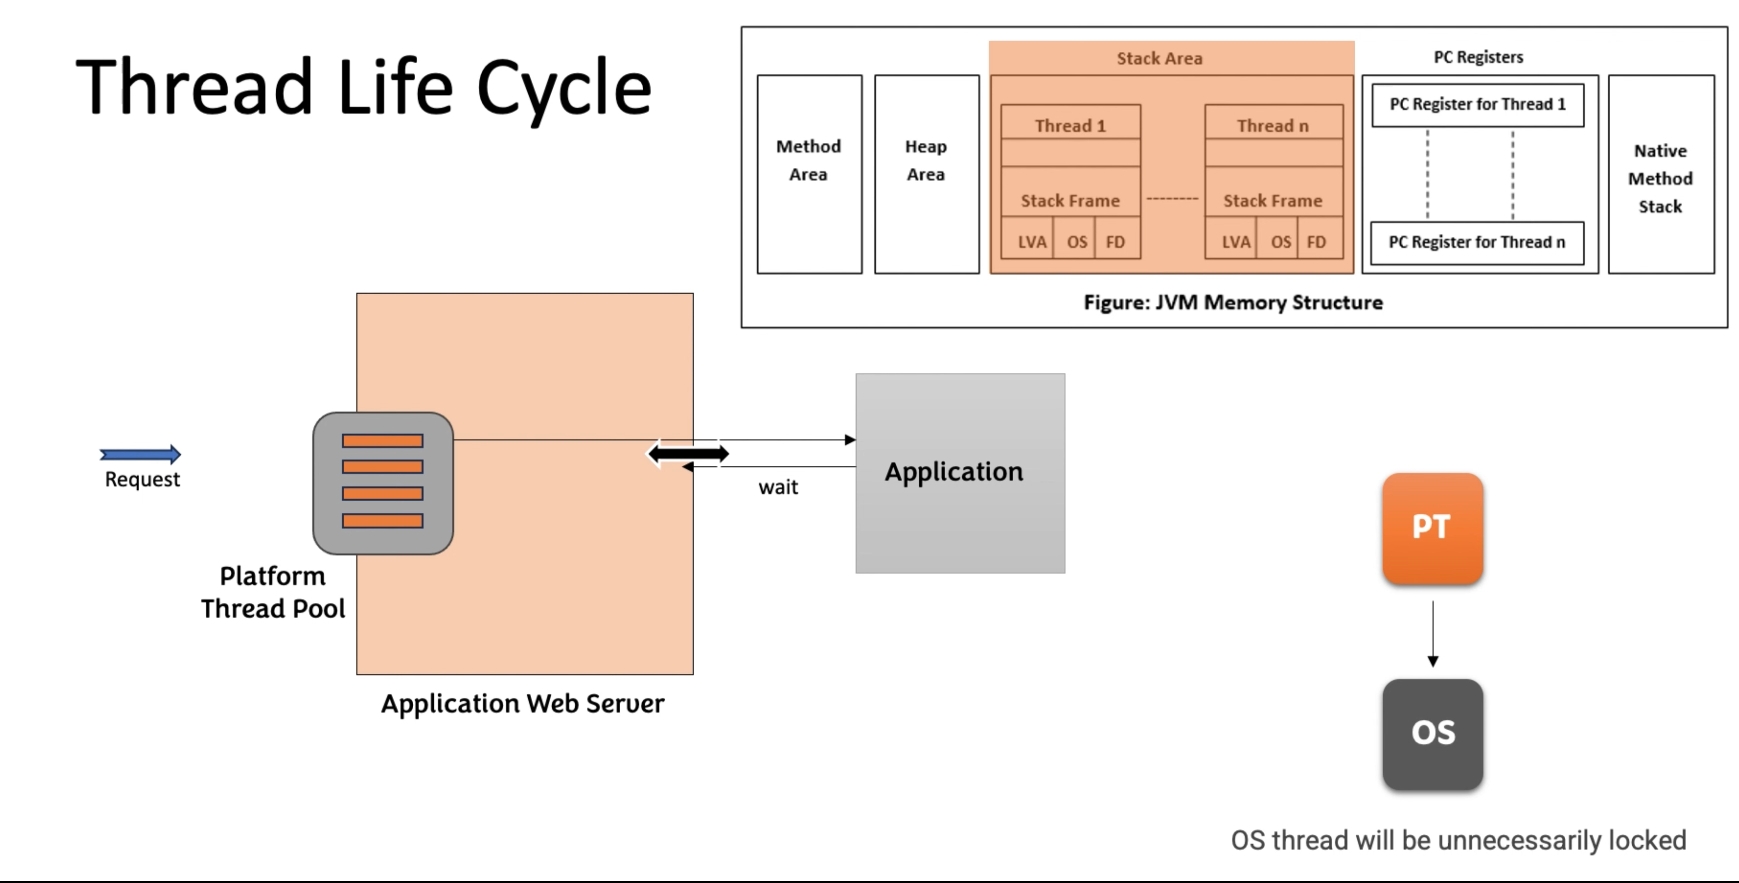 Thread Life Cycle
Stack Area
PC Registers
Method
Area
Heap
Area
Thread 1
Stack Frame
LVA OS FD
--------
Thread n
Stack Frame
LVA OS FD
PC Register for Thread 1
PC Register for Thread n
Native
Method
Stack
Figure: JVM Memory Structure
Request
Platform
Thread Pool
Application Web Server
wait
Application
PT
OS
OS thread will be unnecessarily locked